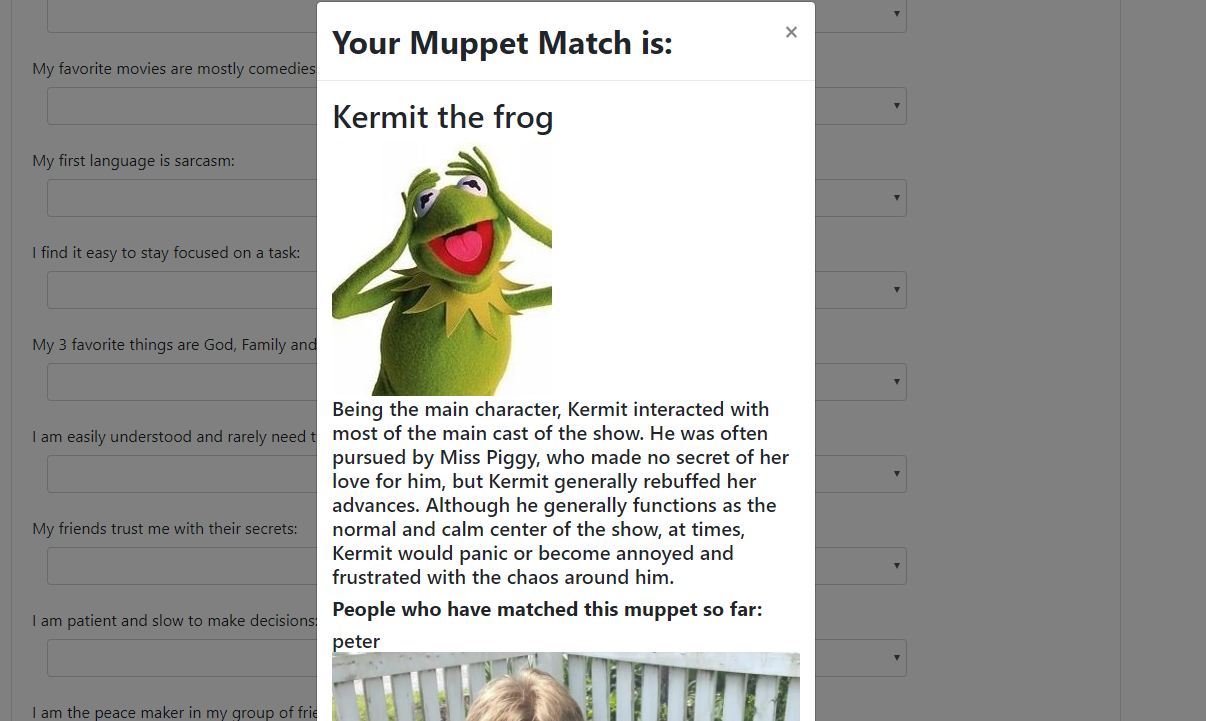 Your Muppet Match is:
×
My favorite movies are mostly comedies
Kermit the frog
My first language is sarcasm:
I find it easy to stay focused on a task:
My 3 favorite things are God, Family and
Being the main character, Kermit interacted with
most of the main cast of the show. He was often
I am easily understood and rarely need t
pursued by Miss Piggy, who made no secret of her
love for him, but Kermit generally rebuffed her
advances. Although he generally functions as the
My friends trust me with their secrets:
normal and calm center of the show, at times,
Kermit would panic or become annoyed and
frustrated with the chaos around him.
People who have matched this muppet so far:
I am patient and slow to make decisions:
peter
I am the peace maker in my group of frie